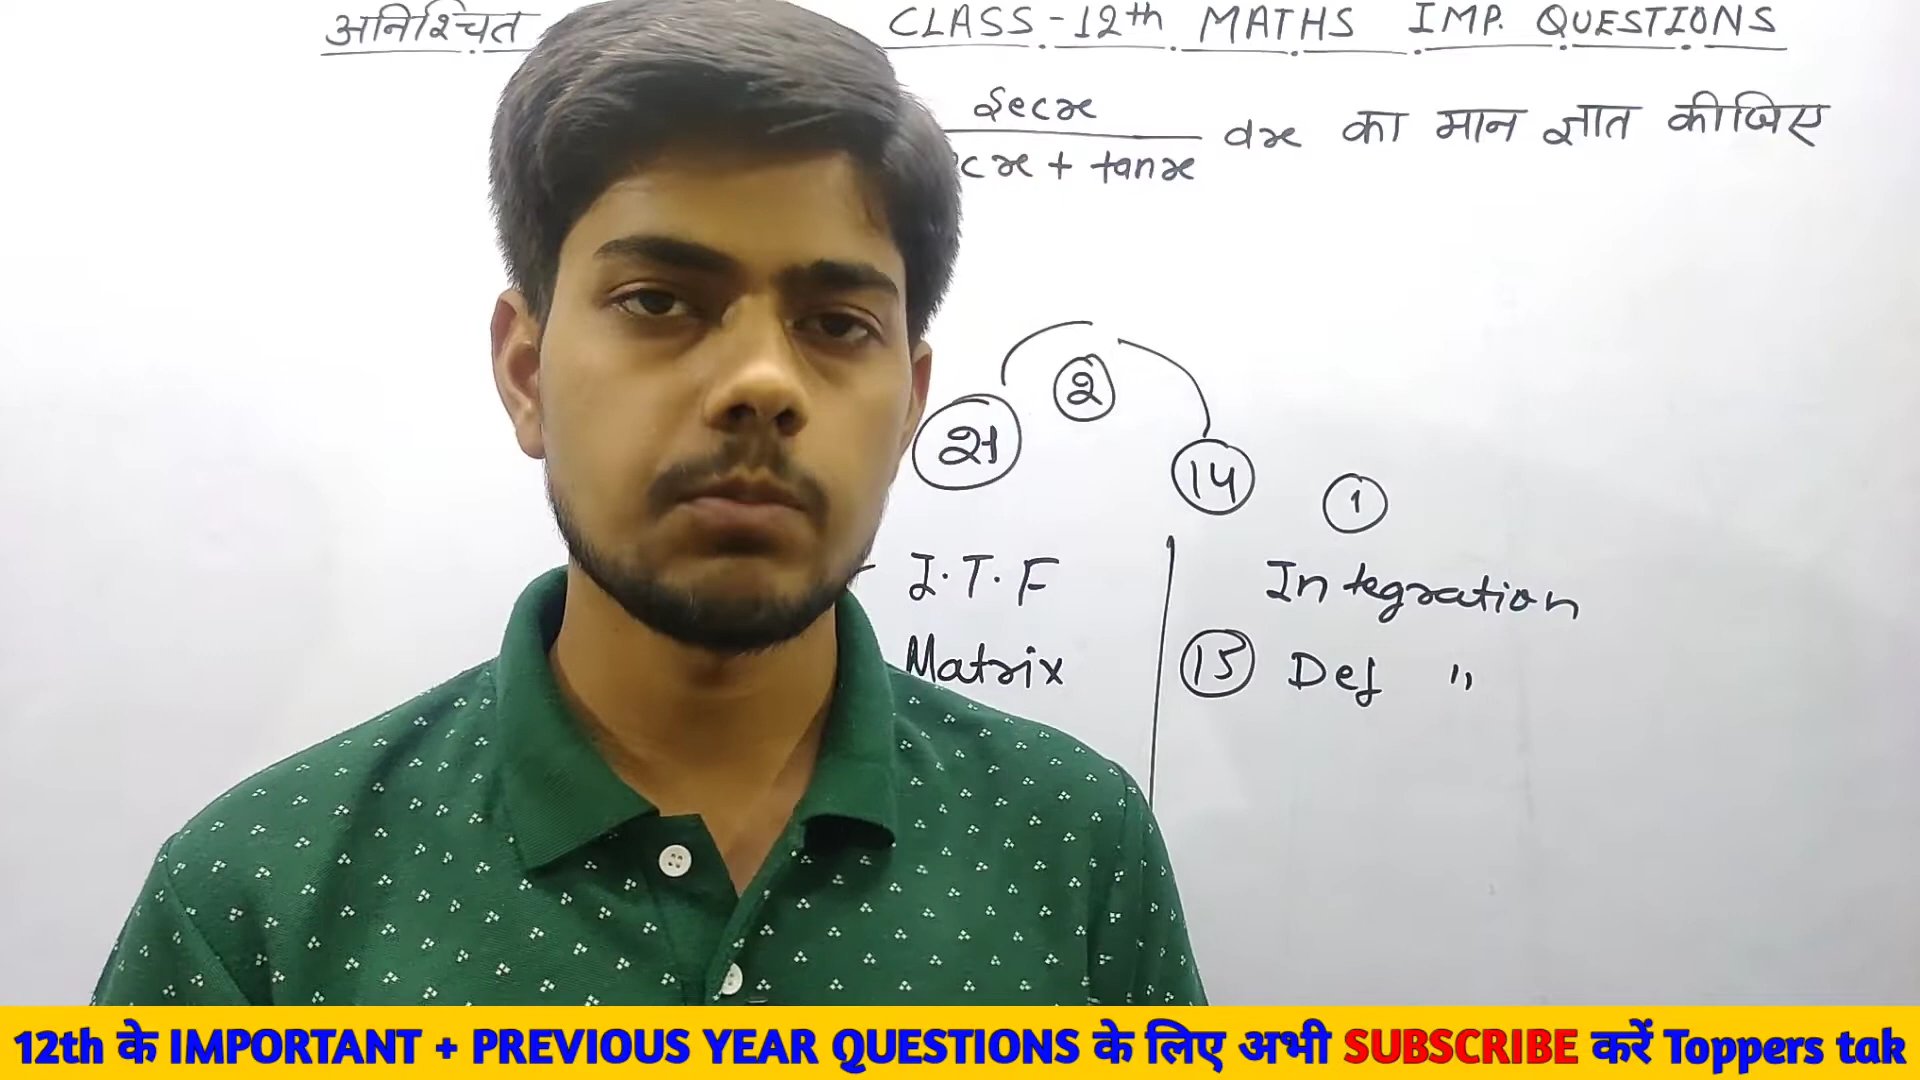 अनिश्चित CLASS-12th MATHS IMP. QUESTIONS
secx
cx + tanx dx का मान ज्ञात कीजिए
2
21
14
1
I.T.F Integration
Matrix 15 Def "
12th के IMPORTANT + PREVIOUS YEAR QUESTIONS के लिए अभी SUBSCRIBE करें Toppers tak